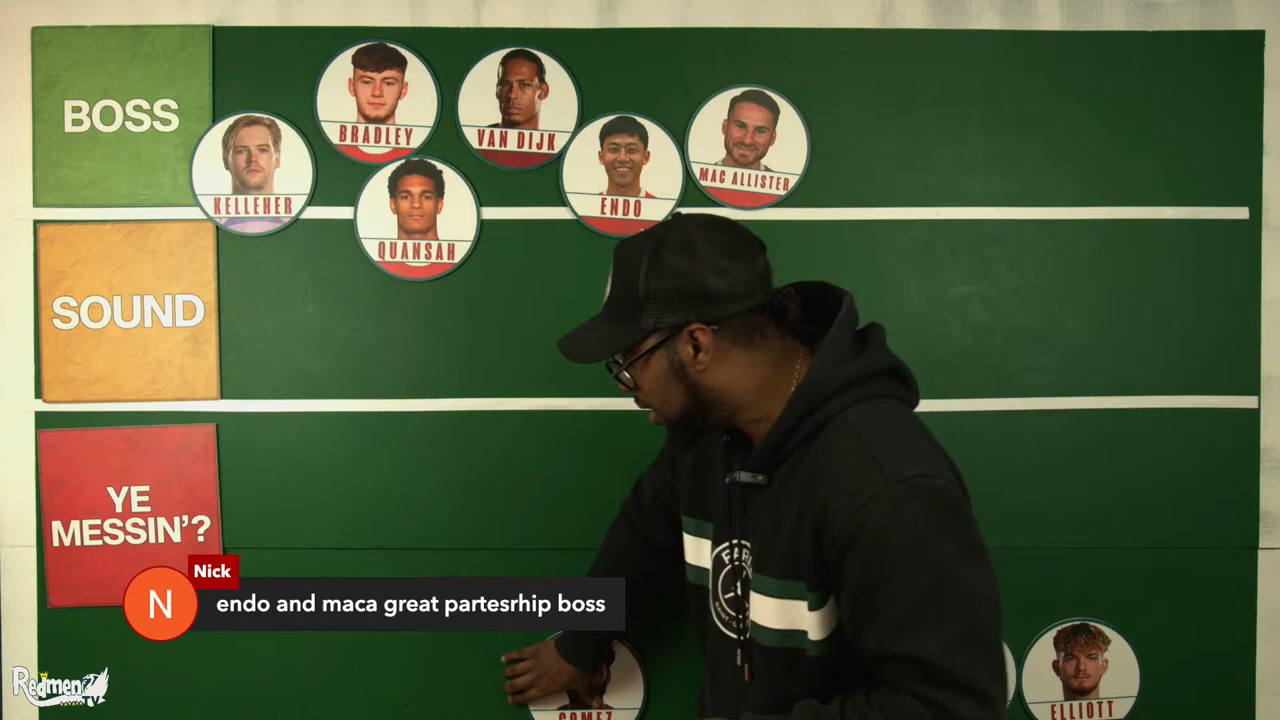 BOSS
BRADLEY
VAN DIJK
KELLEHER
ENDO
MAC ALLISTER
QUANSAH
SOUND
YE
MESSIN'?
Nick
N
endo and maca great partesrhip boss
GOMEZ
ELLIOTT
Redmen